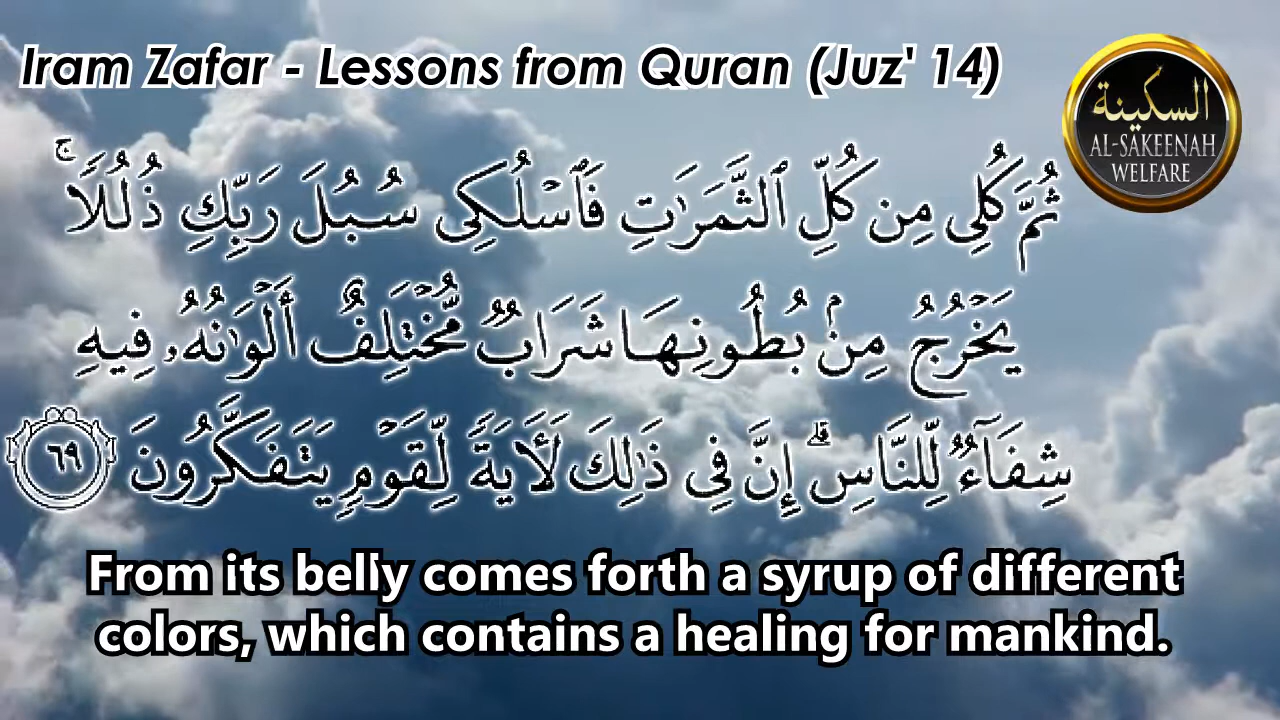 Iram Zafar - Lessons from Quran (Juz' 14)
السكينة
AL-SAKEENAH
WELFARE
ثُمَّ كُلِى مِن كُلِّ ٱلثَّمَرَٰتِ فَٱسْلُكِى سُبُلَ رَبِّكِ ذُلُلًا ۚ
يَخْرُجُ مِنۢ بُطُونِهَا شَرَابٌ مُّخْتَلِفٌ أَلْوَٰنُهُۥ فِيهِ
شِفَآءٌ لِّلنَّاسِ ۗ إِنَّ فِى ذَٰلِكَ لَـَٔايَةً لِّقَوْمٍ يَتَفَكَّرُونَ ٦٩
From its belly comes forth a syrup of different
colors, which contains a healing for mankind.